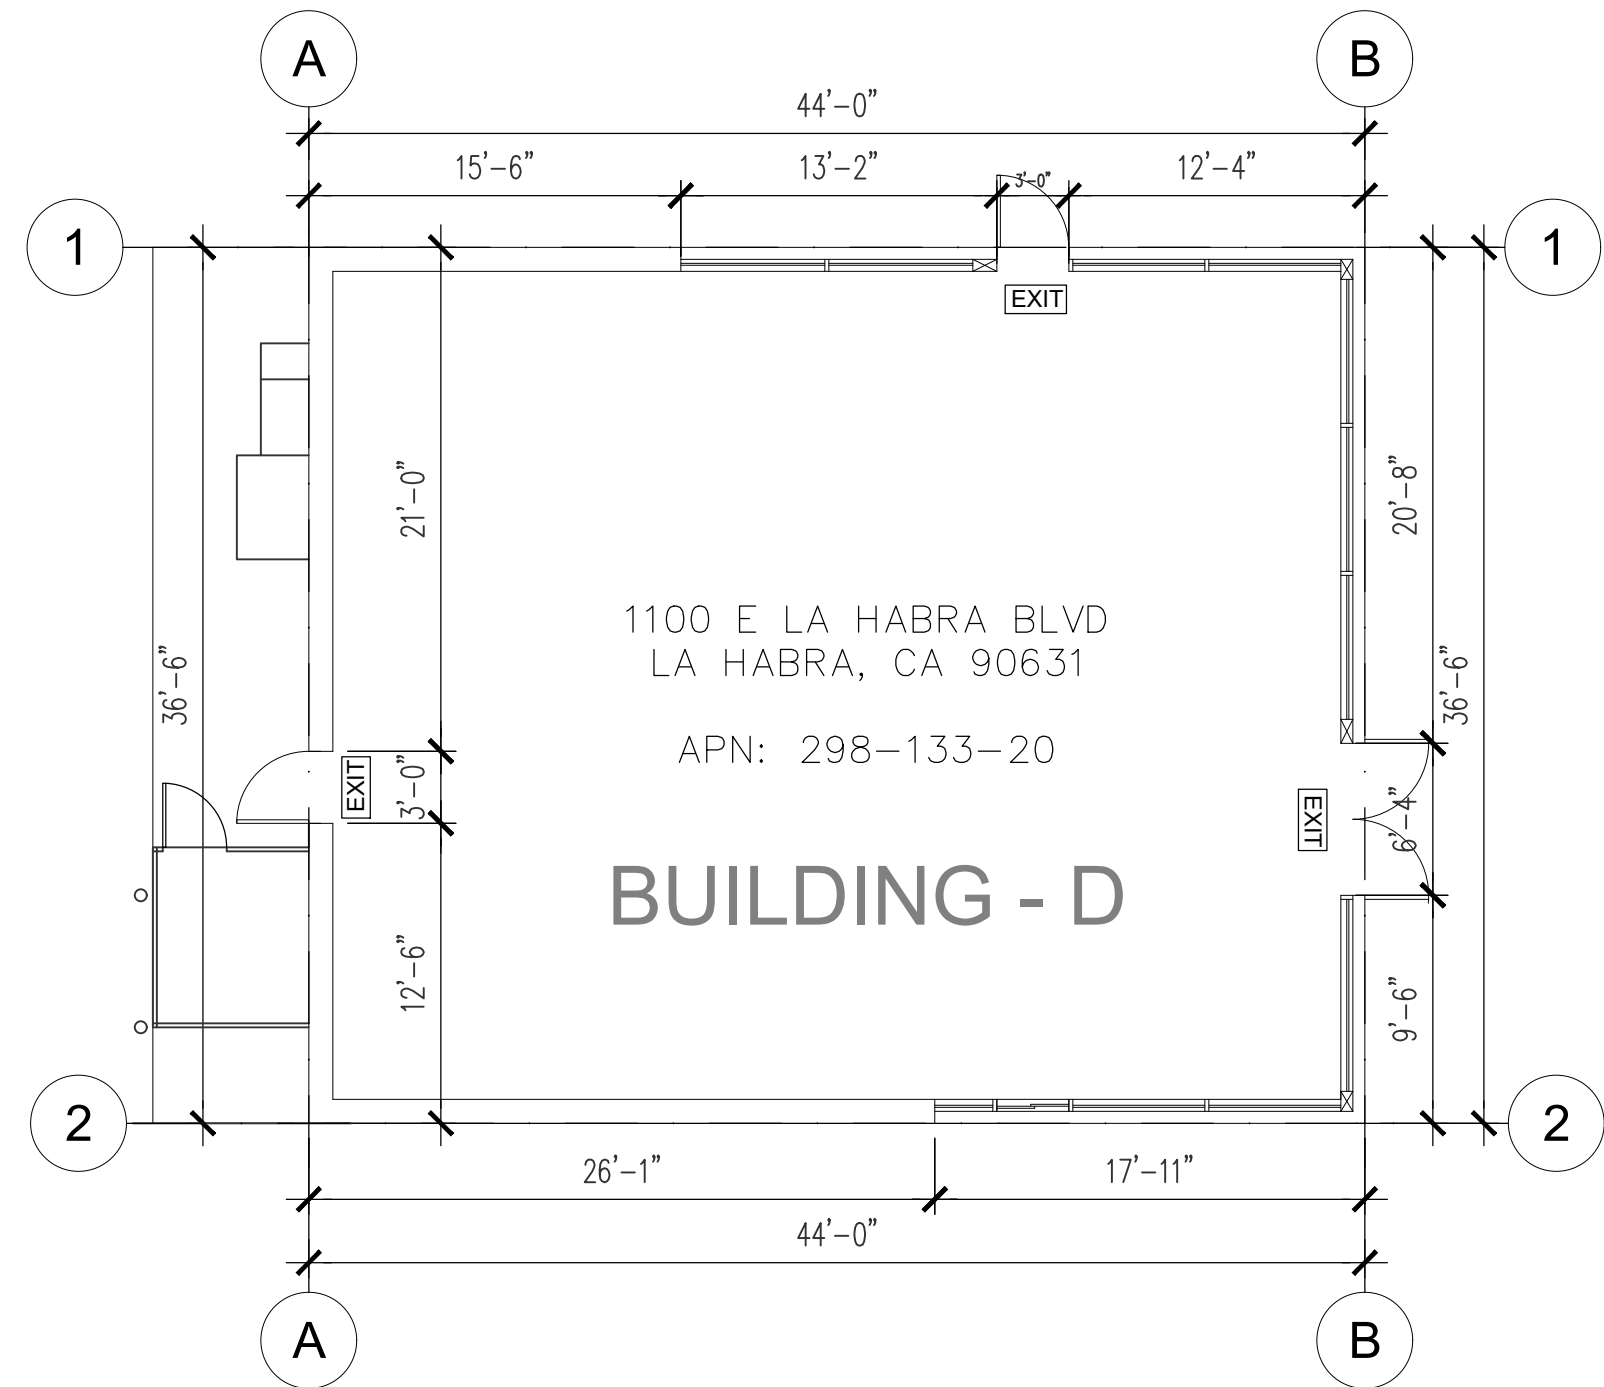 A
B
44'-0"
15'-6"
13'-2"
3'-0"
12'-4"
1
1
EXIT
21'-0"
20'-8"
1100 E LA HABRA BLVD
LA HABRA, CA 90631
36'-6"
36'-6"
APN: 298-133-20
EXIT
3'-0"
EXIT
6'-4"
BUILDING - D
12'-6"
9'-6"
2
2
26'-1"
17'-11"
44'-0"
A
B